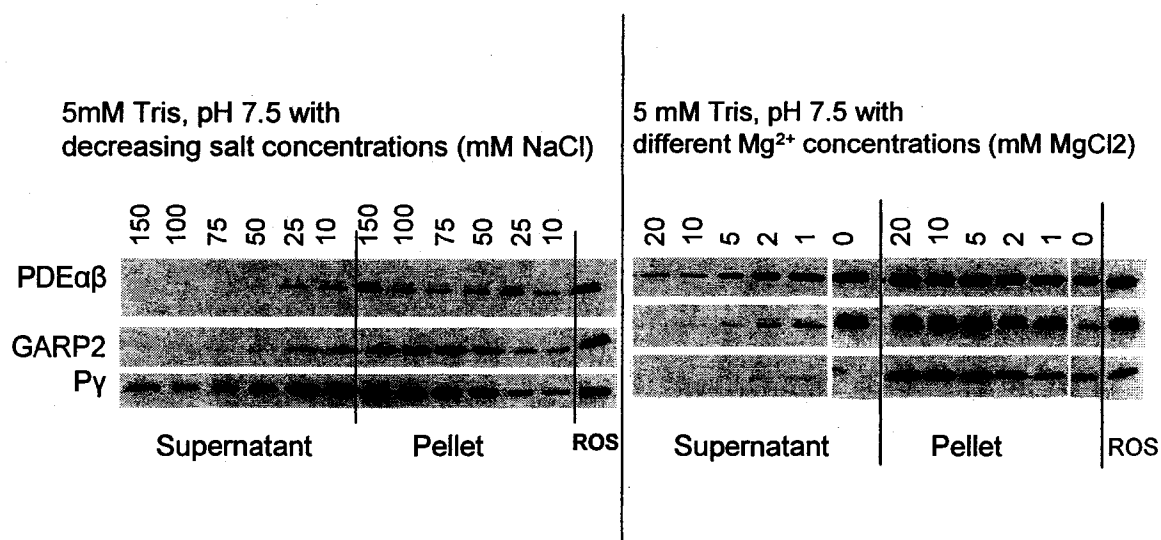 5mM Tris, pH 7.5 with
decreasing salt concentrations (mM NaCl)
5 mM Tris, pH 7.5 with
different Mg²⁺ concentrations (mM MgCl2)
150 100 75 50 25 10 150 100 75 50 25 10
20 10 5 2 1 0 20 10 5 2 1 0
PDEαβ
GARP2
Pγ
Supernatant Pellet ROS
Supernatant Pellet ROS